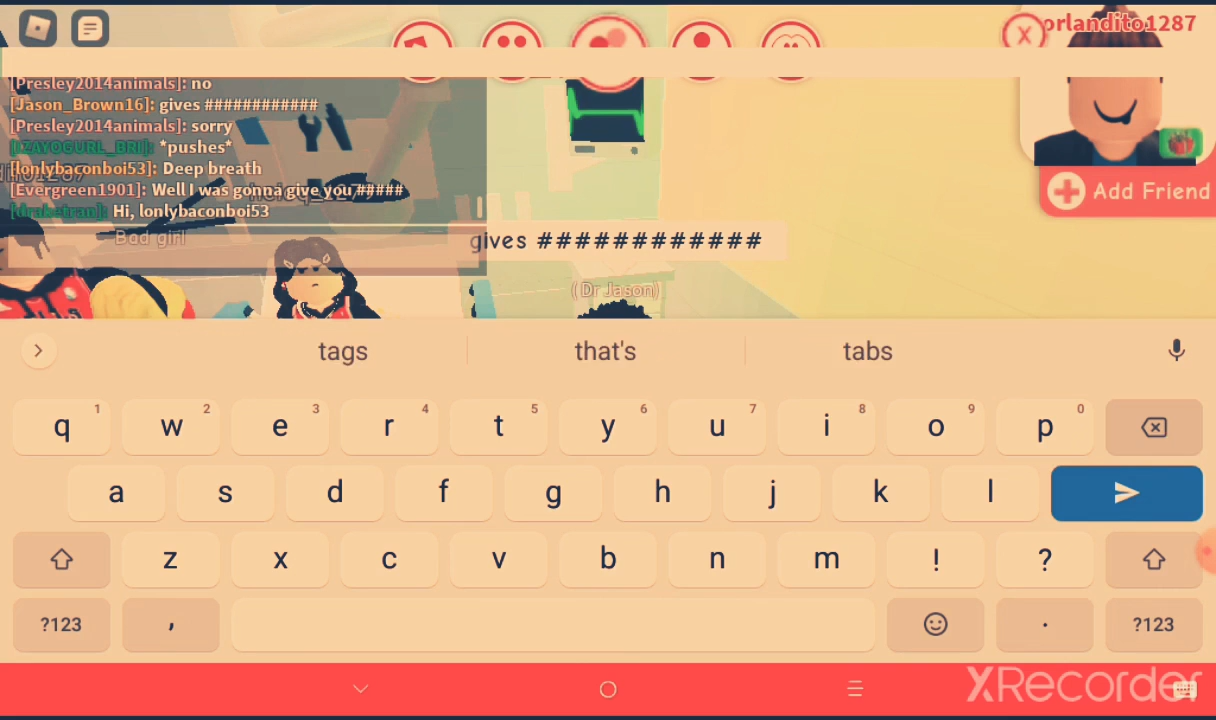 orlandito1287
X
[Presley2014animals]: no
[Jason_Brown16]: gives ############
[Presley2014animals]: sorry
*pushes*
[lonlybaconboi53]: Deep breath
[Evergreen1901]: Well I was gonna give you #####
[draketran]: Hi, lonlybaconboi53
Add Friend
Bad girl
gives ############
(Dr Jason)
tags that's tabs
q 1 w 2 e 3 r 4 t 5 y 6 u 7 i 8 o 9 p 0
a s d f g h j k l
z x c v b n m ! ?
?123 , . ?123
XRecorder